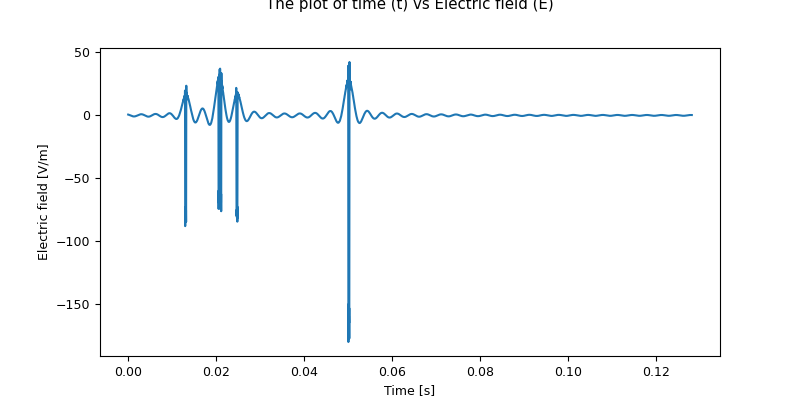 The plot of time (t) vs Electric field (E)
50
0
−50
−100
−150
Electric field [V/m]
0.00 0.02 0.04 0.06 0.08 0.10 0.12
Time [s]